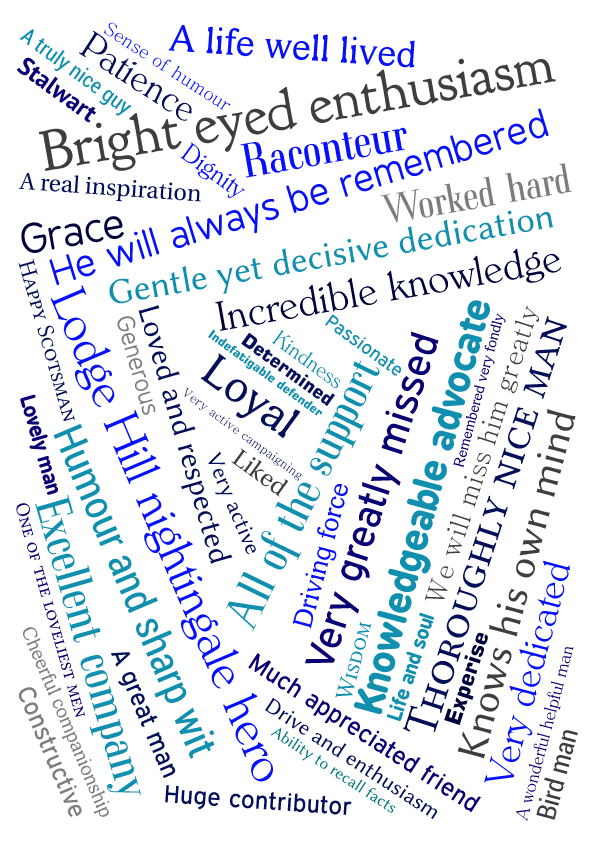 A life well lived
Sense of humour
A truly nice guy
Patience
Stalwart
Bright eyed enthusiasm
Raconteur
Dignity
A real inspiration
He will always be remembered
Worked hard
Grace
Gentle yet decisive dedication
Incredible knowledge
HAPPY SCOTSMAN
Lodge Hill nightingale hero
Generous
Loved and respected
Passionate
Kindness
Determined
Indefatigable defender
Loyal
Very active campaigning
Liked
Very active
All of the support
Driving force
Very greatly missed
Knowledgeable advocate
Remembered very fondly
We will miss him greatly
THOROUGHLY NICE MAN
Knows his own mind
Lovely man
Humour and sharp wit
Excellent company
ONE OF THE LOVELIEST MEN
Cheerful companionship
Constructive
A great man
WISDOM
Life and soul
Experise
Very dedicated
A wonderful helpful man
Bird man
Much appreciated friend
Drive and enthusiasm
Ability to recall facts
Huge contributor